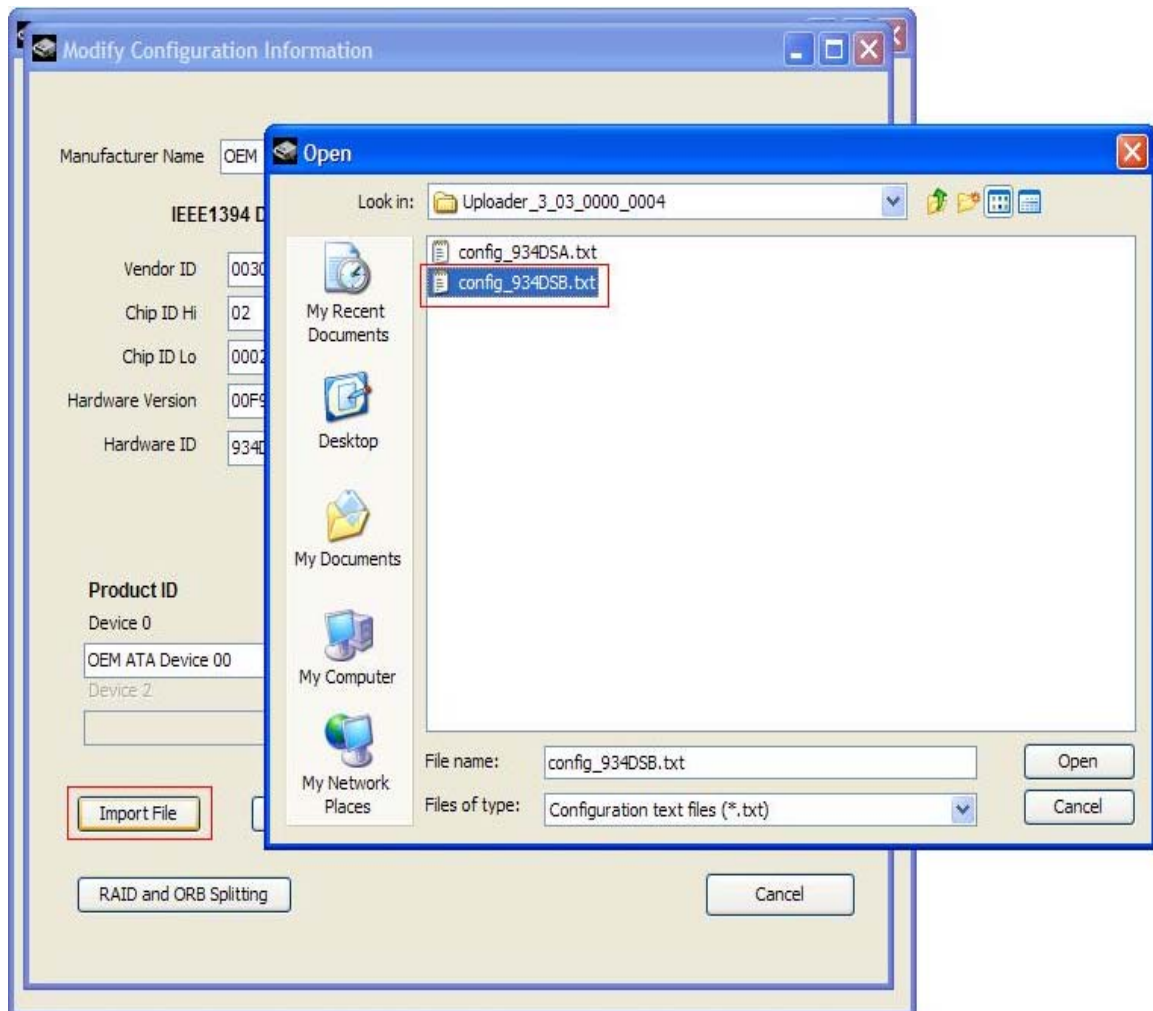 Modify Configuration Information
Manufacturer Name OEM
IEEE1394 D
Vendor ID 0030
Chip ID Hi 02
Chip ID Lo 0002
Hardware Version 00F9
Hardware ID 934D
Product ID
Device 0
OEM ATA Device 00
Device 2
Import File
RAID and ORB Splitting
Cancel
Open
Look in: Uploader_3_03_0000_0004
My Recent
Documents
Desktop
My Documents
My Computer
My Network
Places
config_934DSA.txt
config_934DSB.txt
File name: config_934DSB.txt
Open
Files of type: Configuration text files (*.txt)
Cancel